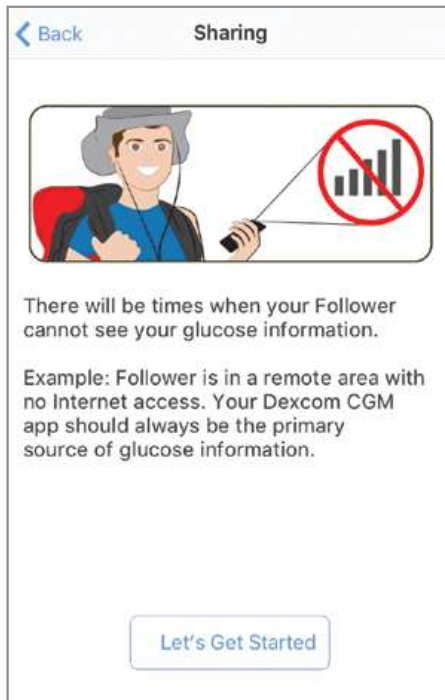 Back
Sharing
There will be times when your Follower
cannot see your glucose information.
Example: Follower is in a remote area with
no Internet access. Your Dexcom CGM
app should always be the primary
source of glucose information.
Let's Get Started